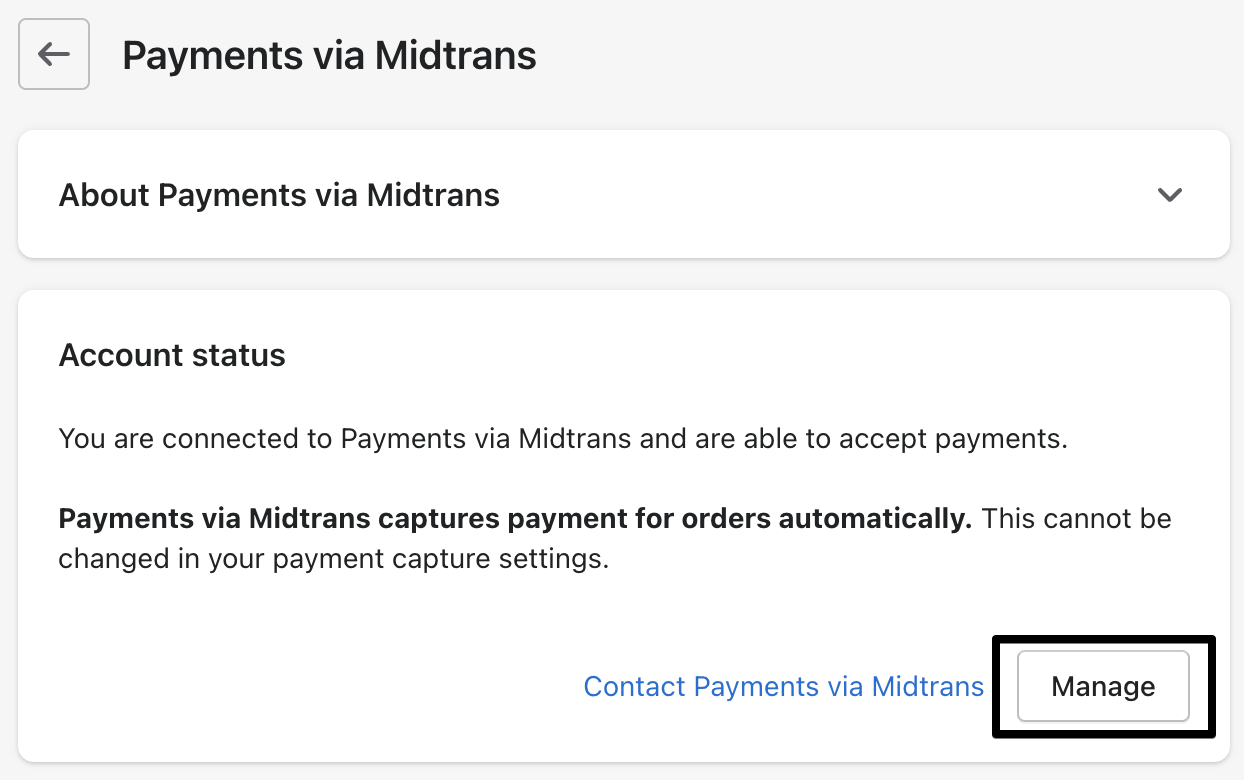 Payments via Midtrans
About Payments via Midtrans
Account status
You are connected to Payments via Midtrans and are able to accept payments.
Payments via Midtrans captures payment for orders automatically. This cannot be
changed in your payment capture settings.
Contact Payments via Midtrans Manage